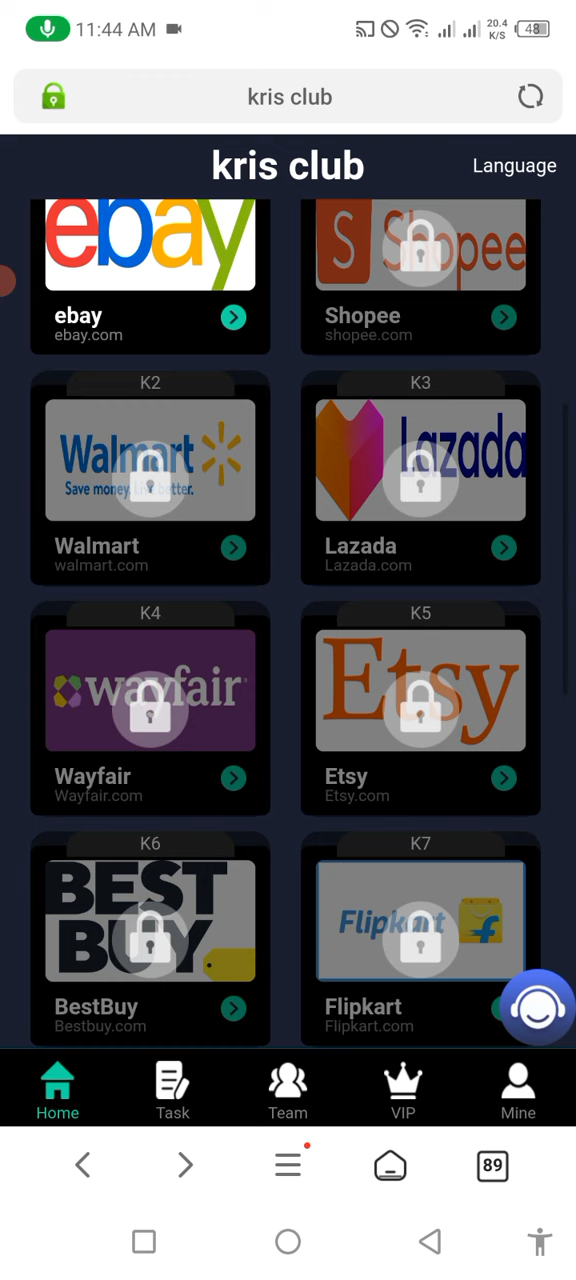 11:44 AM
20.4
K/S
48
kris club
kris club
Language
ebay
Shopee
ebay
ebay.com
Shopee
shopee.com
K2
K3
Walmart
Save money. Live better.
Lazada
Walmart
walmart.com
Lazada
Lazada.com
K4
K5
wayfair
Etsy
Wayfair
Wayfair.com
Etsy
Etsy.com
K6
K7
BEST
BUY
Flipkart
BestBuy
Bestbuy.com
Flipkart
Flipkart.com
Home
Task
Team
VIP
Mine
89